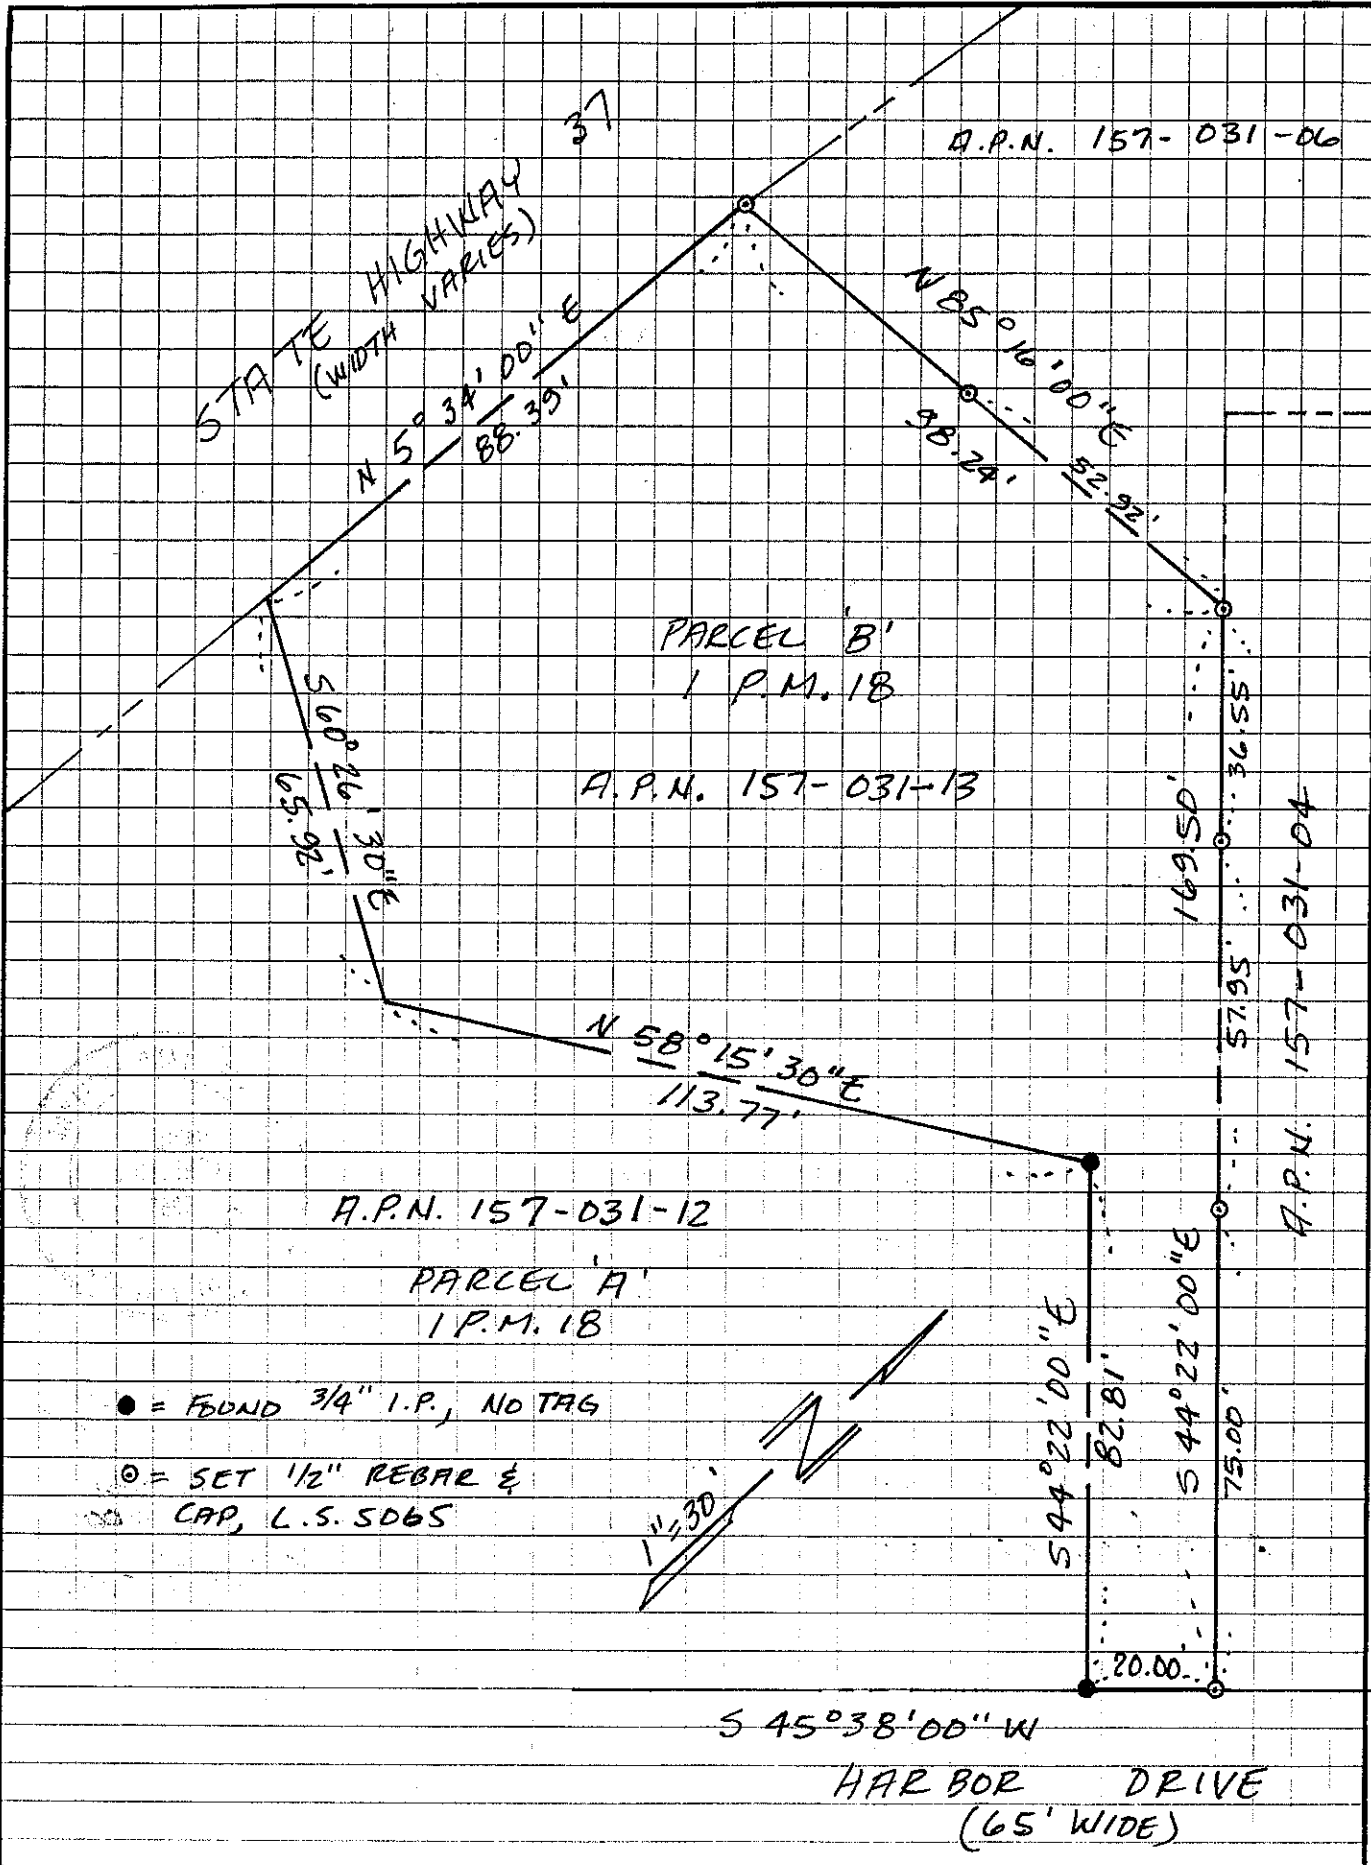 37
A.P.N. 157-031-06
STATE HIGHWAY
(WIDTH VARIES)
N 5° 34' 00" E
88.39'
N 85° 16' 00" E
98.24'
52.92'
PARCEL 'B'
1 P.M. 18
A.P.N. 157-031-13
S 60° 26' 30" E
65.92'
169.50'
36.55'
57.95'
A.P.N. 157-031-04
N 58° 15' 30" E
113.77'
A.P.N. 157-031-12
PARCEL 'A'
1 P.M. 18
N
1"=30'
S 44° 22' 00" E
82.81'
S 44° 22' 00" E
75.00'
● = FOUND 3/4" I.P., NO TAG
⊙ = SET 1/2" REBAR &
CAP, L.S. 5065
20.00
S 45° 38' 00" W
HARBOR DRIVE
(65' WIDE)